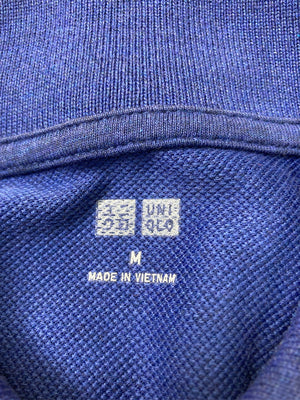 ユニ UNI
クロ QLO
M
MADE IN VIETNAM